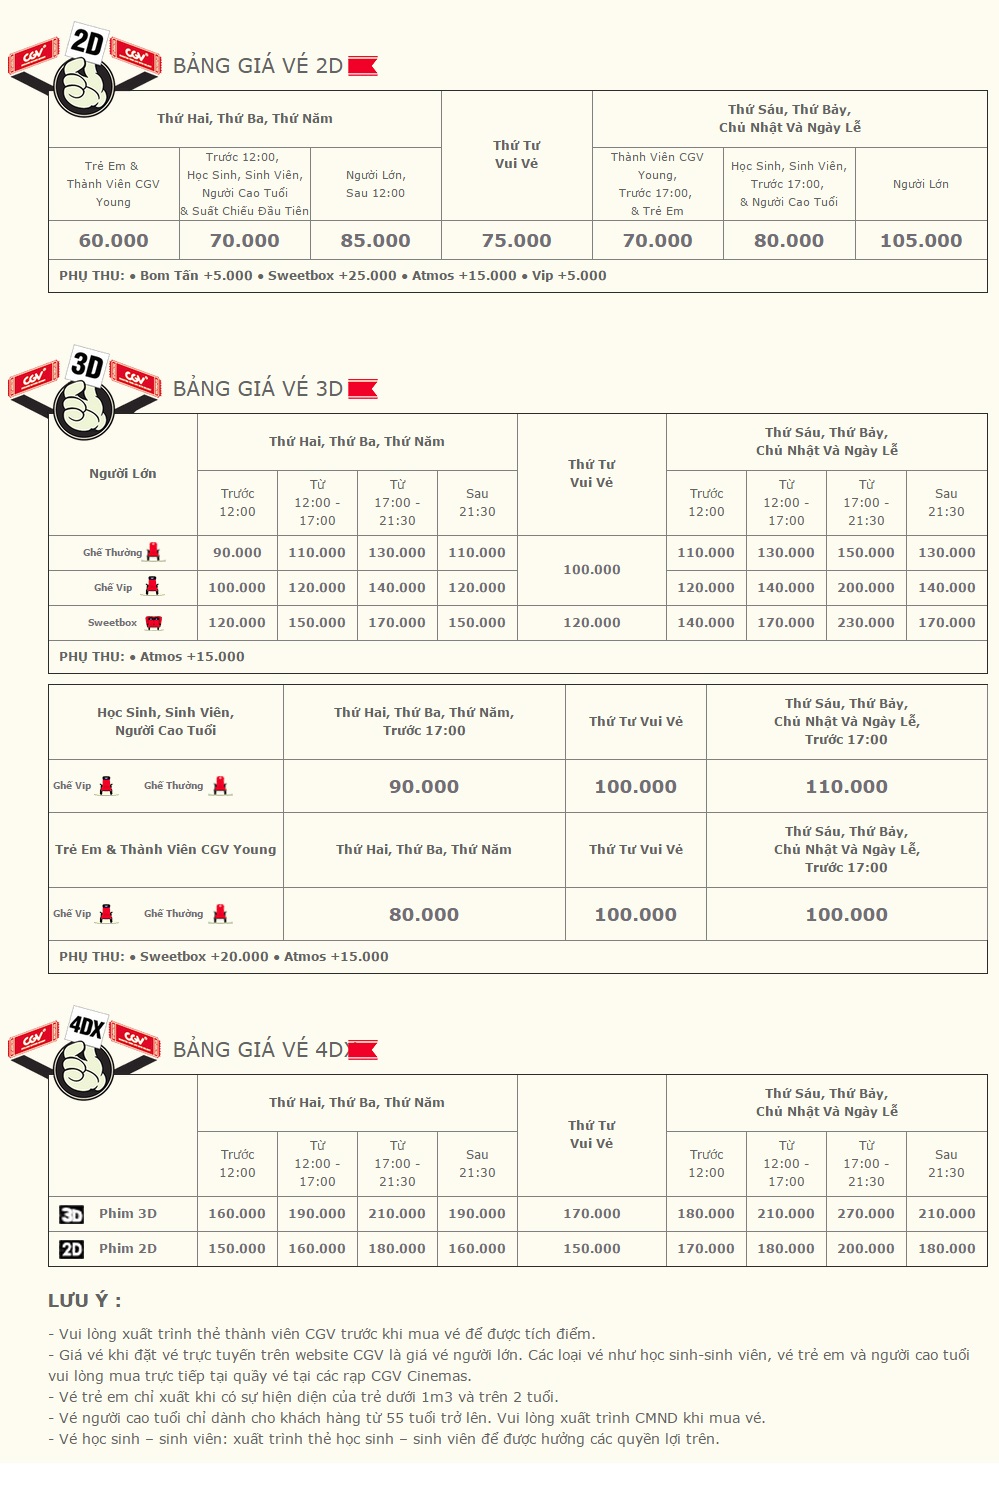 CGV 2D CGV
BẢNG GIÁ VÉ 2D
Thứ Hai, Thứ Ba, Thứ Năm
Thứ Tư
Vui Vẻ
Thứ Sáu, Thứ Bảy,
Chủ Nhật Và Ngày Lễ
Trẻ Em &
Thành Viên CGV
Young
Trước 12:00,
Học Sinh, Sinh Viên,
Người Cao Tuổi
& Suất Chiếu Đầu Tiên
Người Lớn,
Sau 12:00
Thành Viên CGV
Young,
Trước 17:00,
& Trẻ Em
Học Sinh, Sinh Viên,
Trước 17:00,
& Người Cao Tuổi
Người Lớn
60.000 70.000 85.000 75.000 70.000 80.000 105.000
PHỤ THU: ● Bom Tấn +5.000 ● Sweetbox +25.000 ● Atmos +15.000 ● Vip +5.000
CGV 3D CGV
BẢNG GIÁ VÉ 3D
Người Lớn
Thứ Hai, Thứ Ba, Thứ Năm
Thứ Tư
Vui Vẻ
Thứ Sáu, Thứ Bảy,
Chủ Nhật Và Ngày Lễ
Trước
12:00
Từ
12:00 -
17:00
Từ
17:00 -
21:30
Sau
21:30
Trước
12:00
Từ
12:00 -
17:00
Từ
17:00 -
21:30
Sau
21:30
Ghế Thường 90.000 110.000 130.000 110.000 100.000 110.000 130.000 150.000 130.000
Ghế Vip 100.000 120.000 140.000 120.000 120.000 140.000 200.000 140.000
Sweetbox 120.000 150.000 170.000 150.000 120.000 140.000 170.000 230.000 170.000
PHỤ THU: ● Atmos +15.000
Học Sinh, Sinh Viên,
Người Cao Tuổi
Thứ Hai, Thứ Ba, Thứ Năm,
Trước 17:00
Thứ Tư Vui Vẻ
Thứ Sáu, Thứ Bảy,
Chủ Nhật Và Ngày Lễ,
Trước 17:00
Ghế Vip Ghế Thường 90.000 100.000 110.000
Trẻ Em & Thành Viên CGV Young
Thứ Hai, Thứ Ba, Thứ Năm
Thứ Tư Vui Vẻ
Thứ Sáu, Thứ Bảy,
Chủ Nhật Và Ngày Lễ,
Trước 17:00
Ghế Vip Ghế Thường 80.000 100.000 100.000
PHỤ THU: ● Sweetbox +20.000 ● Atmos +15.000
CGV 4DX CGV
BẢNG GIÁ VÉ 4DX
Thứ Hai, Thứ Ba, Thứ Năm
Thứ Tư
Vui Vẻ
Thứ Sáu, Thứ Bảy,
Chủ Nhật Và Ngày Lễ
Trước
12:00
Từ
12:00 -
17:00
Từ
17:00 -
21:30
Sau
21:30
Trước
12:00
Từ
12:00 -
17:00
Từ
17:00 -
21:30
Sau
21:30
3D Phim 3D 160.000 190.000 210.000 190.000 170.000 180.000 210.000 270.000 210.000
2D Phim 2D 150.000 160.000 180.000 160.000 150.000 170.000 180.000 200.000 180.000
LƯU Ý :
- Vui lòng xuất trình thẻ thành viên CGV trước khi mua vé để được tích điểm.
- Giá vé khi đặt vé trực tuyến trên website CGV là giá vé người lớn. Các loại vé như học sinh-sinh viên, vé trẻ em và người cao tuổi
vui lòng mua trực tiếp tại quầy vé tại các rạp CGV Cinemas.
- Vé trẻ em chỉ xuất khi có sự hiện diện của trẻ dưới 1m3 và trên 2 tuổi.
- Vé người cao tuổi chỉ dành cho khách hàng từ 55 tuổi trở lên. Vui lòng xuất trình CMND khi mua vé.
- Vé học sinh – sinh viên: xuất trình thẻ học sinh – sinh viên để được hưởng các quyền lợi trên.